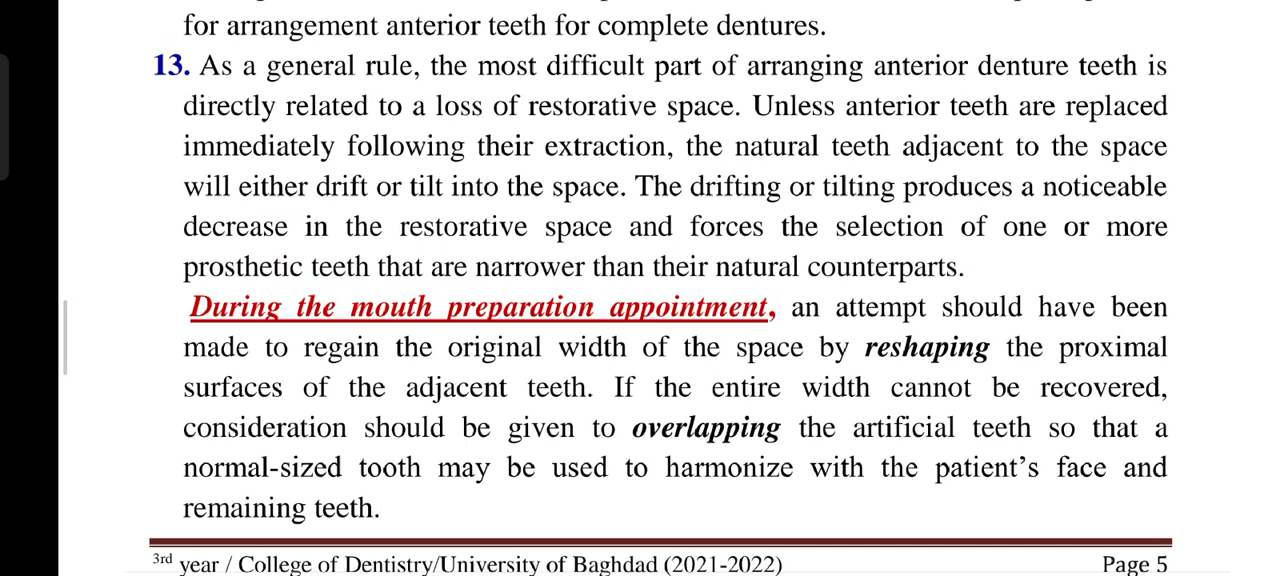 for arrangement anterior teeth for complete dentures.
13. As a general rule, the most difficult part of arranging anterior denture teeth is
directly related to a loss of restorative space. Unless anterior teeth are replaced
immediately following their extraction, the natural teeth adjacent to the space
will either drift or tilt into the space. The drifting or tilting produces a noticeable
decrease in the restorative space and forces the selection of one or more
prosthetic teeth that are narrower than their natural counterparts.
During the mouth preparation appointment, an attempt should have been
made to regain the original width of the space by reshaping the proximal
surfaces of the adjacent teeth. If the entire width cannot be recovered,
consideration should be given to overlapping the artificial teeth so that a
normal-sized tooth may be used to harmonize with the patient's face and
remaining teeth.
3rd year / College of Dentistry/University of Baghdad (2021-2022) Page 5